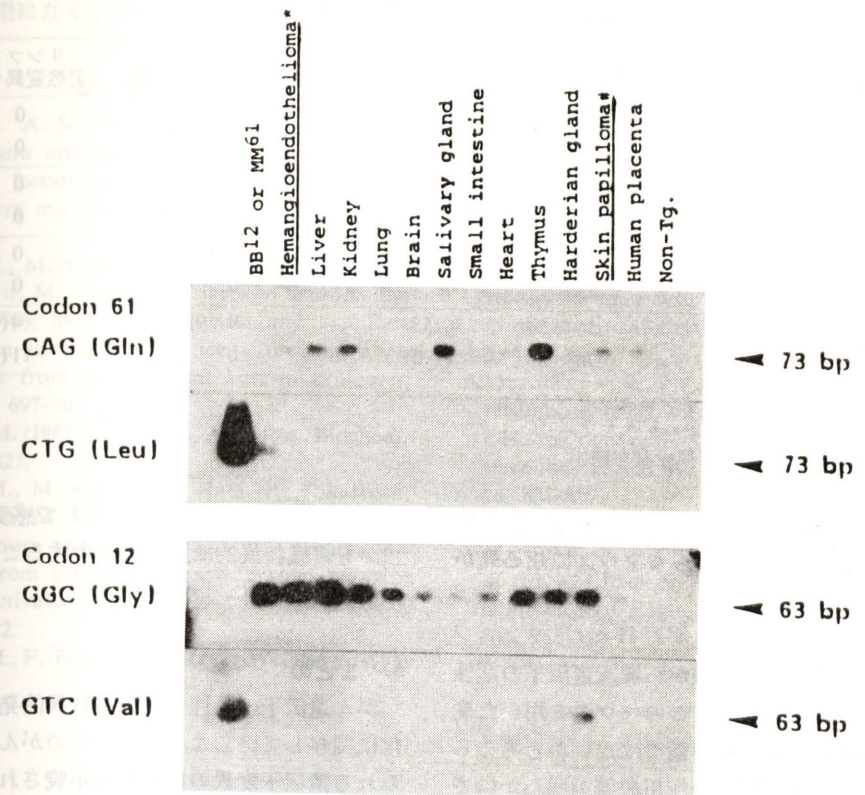 BB12 or MM61
Hemangioendothelioma*
Liver
Kidney
Lung
Brain
Salivary gland
Small intestine
Heart
Thymus
Harderian gland
Skin papilloma*
Human placenta
Non-Tg.
Codon 61
CAG (Gln)
73 bp
CTG (Leu)
73 bp
Codon 12
GGC (Gly)
63 bp
GTC (Val)
63 bp